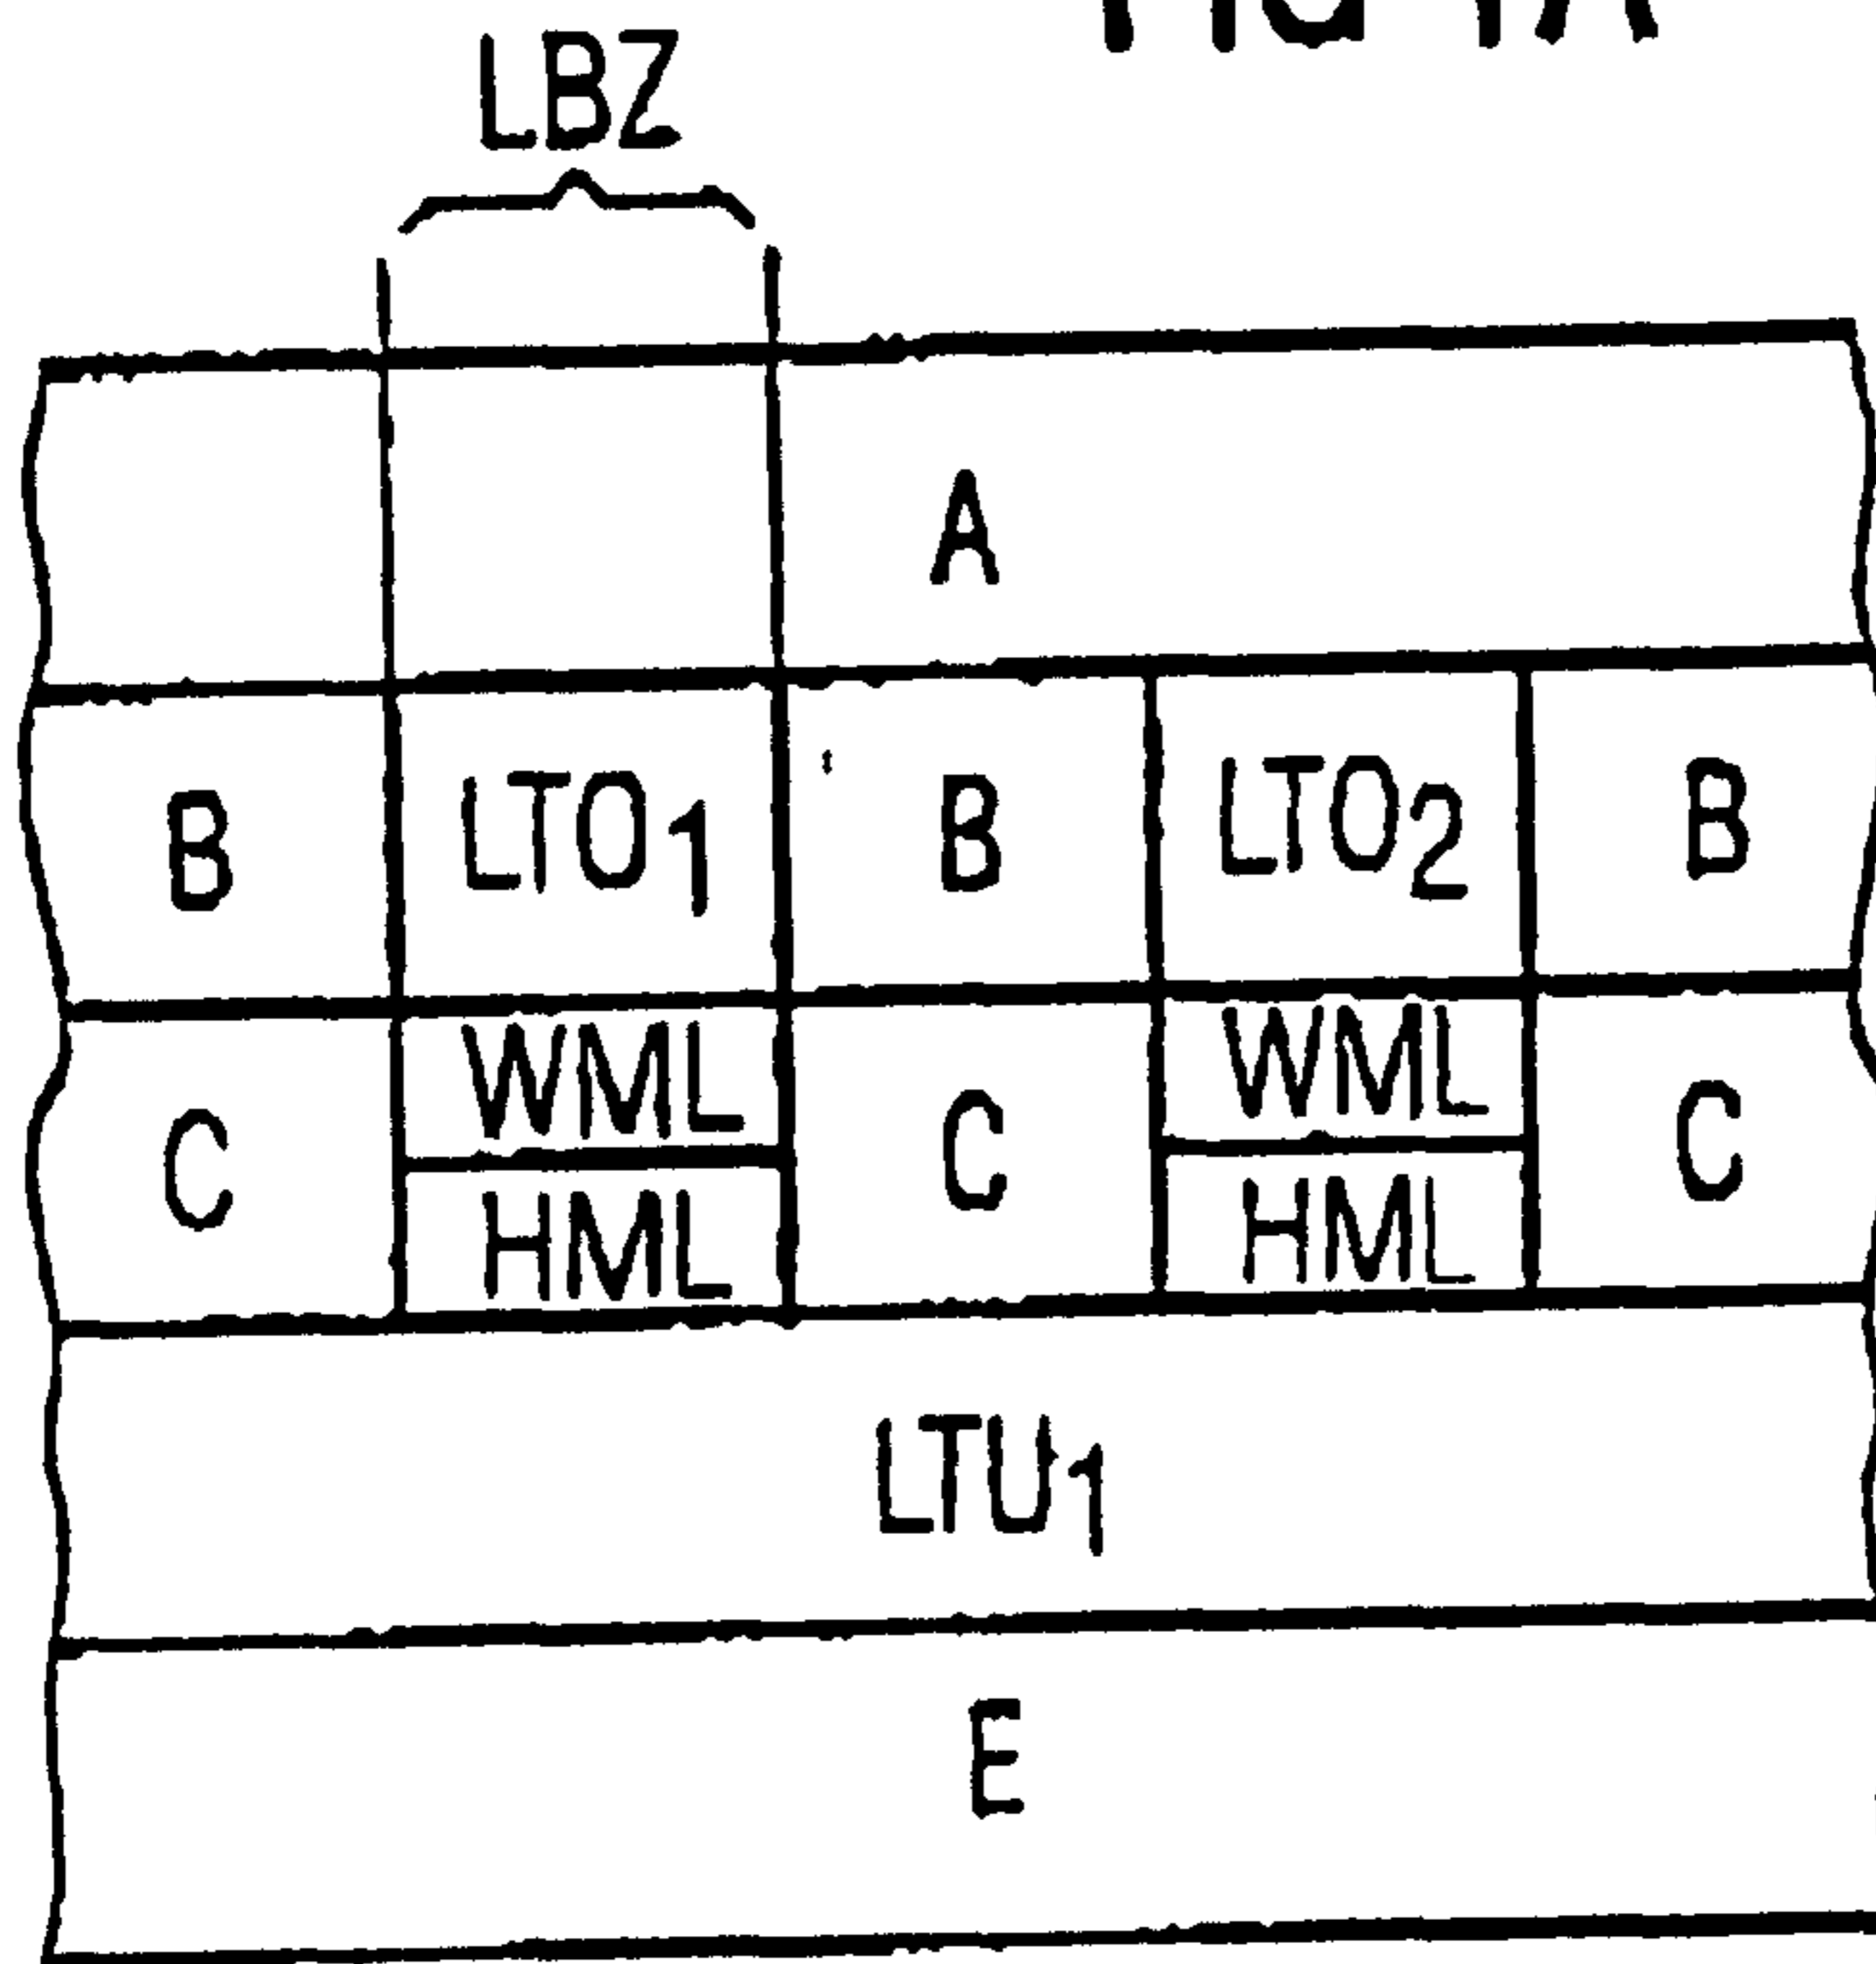 LBZ
A
B LTO1 B LTO2 B
WML WML
C C C
HML HML
LTU1
E